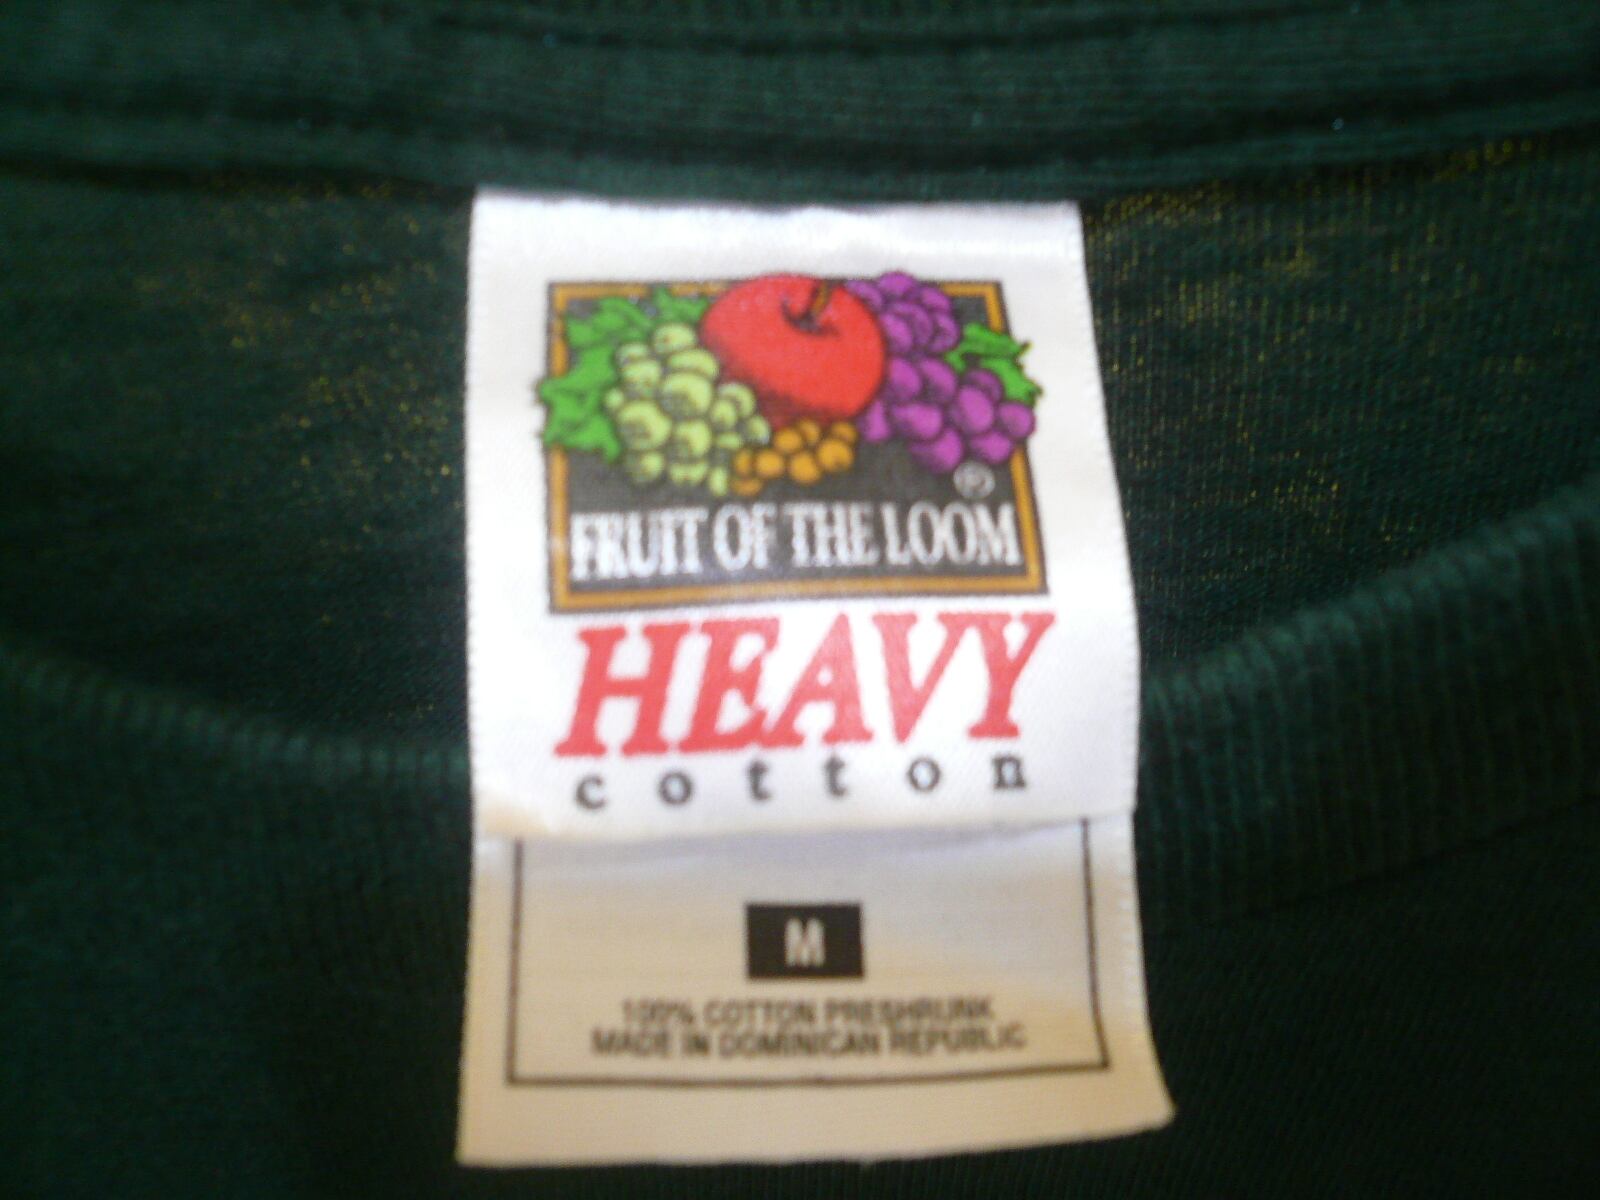 ®
FRUIT OF THE LOOM
HEAVY
cotton
M
100% COTTON PRESHRUNK
MADE IN DOMINICAN REPUBLIC